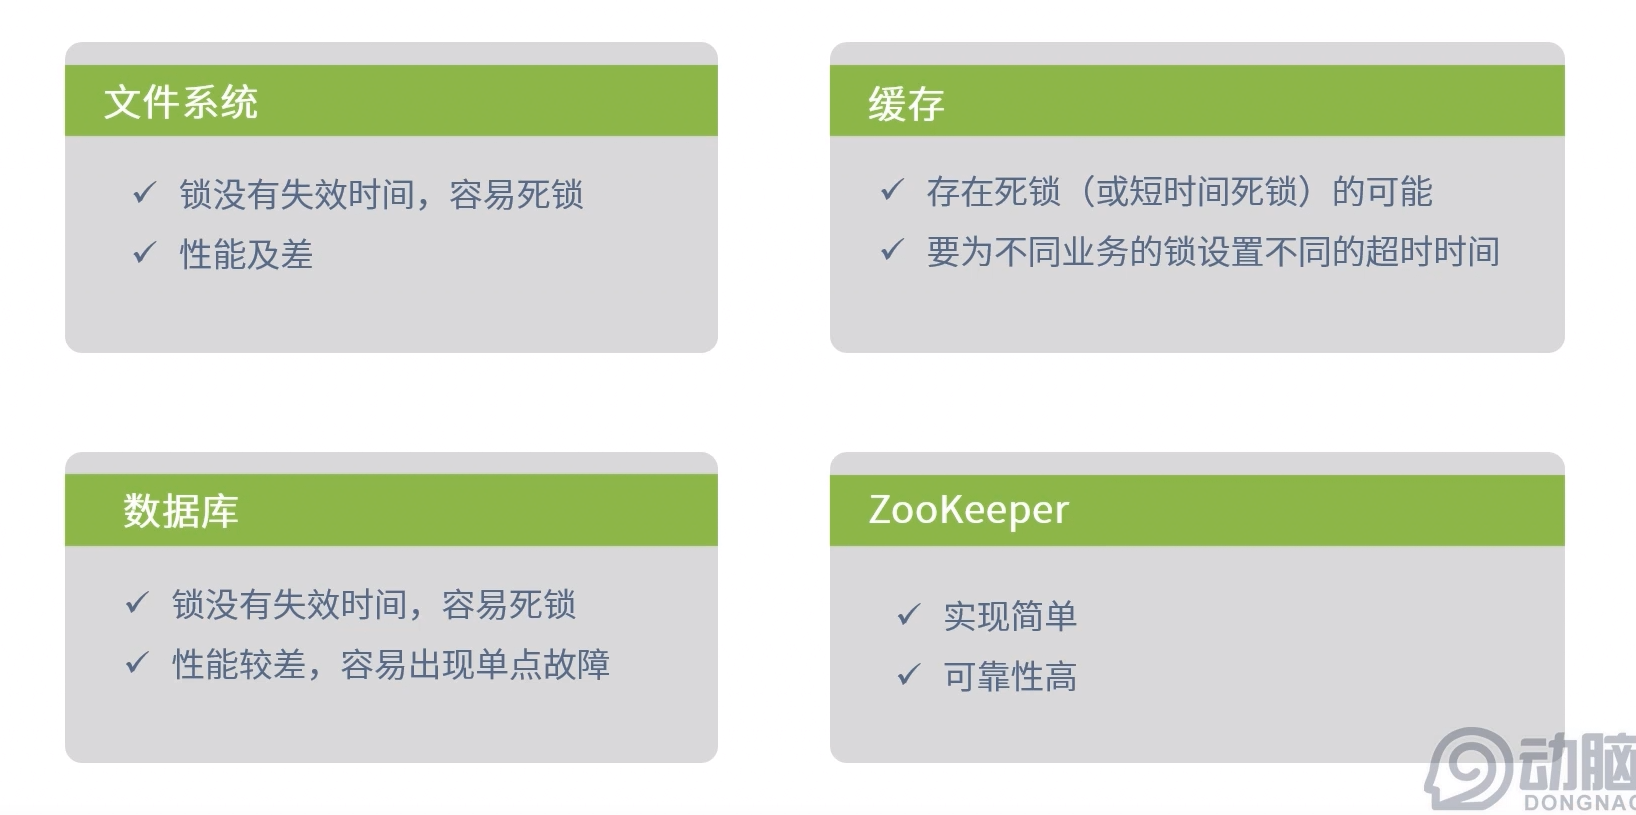 文件系统
锁没有失效时间，容易死锁
性能及差
缓存
存在死锁（或短时间死锁）的可能
要为不同业务的锁设置不同的超时时间
数据库
锁没有失效时间，容易死锁
性能较差，容易出现单点故障
ZooKeeper
实现简单
可靠性高
动脑
DONGNAO